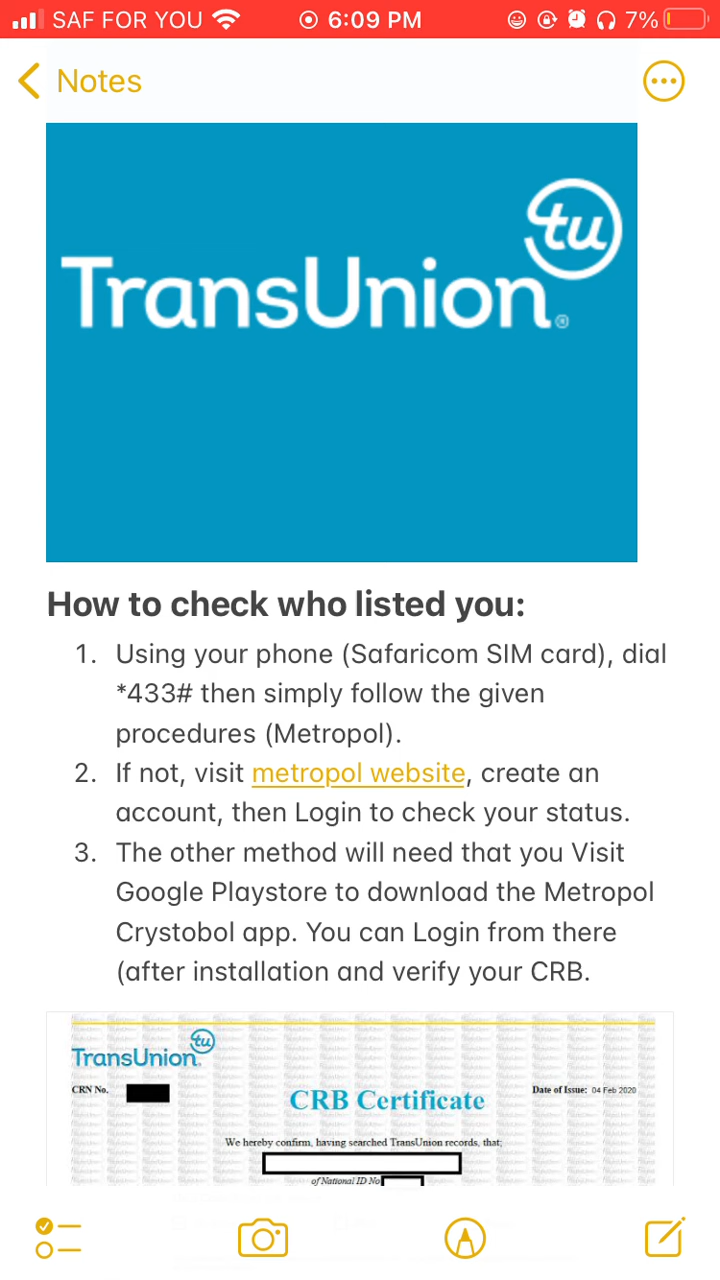 SAF FOR YOU 6:09 PM 7%
Notes
tu
TransUnion®
How to check who listed you:
1. Using your phone (Safaricom SIM card), dial
*433# then simply follow the given
procedures (Metropol).
2. If not, visit metropol website, create an
account, then Login to check your status.
3. The other method will need that you Visit
Google Playstore to download the Metropol
Crystobol app. You can Login from there
(after installation and verify your CRB.
tu
TransUnion
CRN No.
CRB Certificate
Date of Issue: 04 Feb 2020
We hereby confirm, having searched TransUnion records, that;
of National ID No